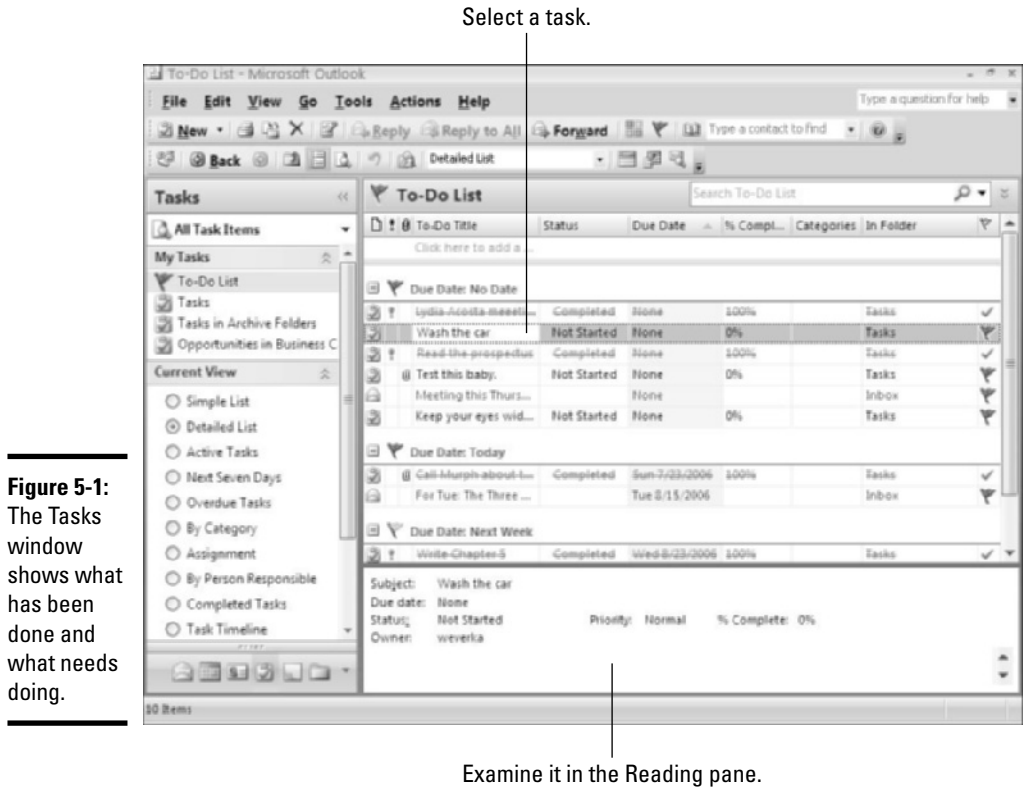 Select a task.
To-Do List - Microsoft Outlook
File Edit View Go Tools Actions Help
Type a question for help
New Reply Reply to All Forward Type a contact to find
Back Detailed List
Tasks
To-Do List
Search To-Do List
All Task Items
My Tasks
To-Do List
Tasks
Tasks in Archive Folders
Opportunities in Business C
Current View
Simple List
Detailed List
Active Tasks
Next Seven Days
Overdue Tasks
By Category
Assignment
By Person Responsible
Completed Tasks
Task Timeline
To-Do Title Status Due Date % Compl... Categories In Folder
Click here to add a ...
Due Date: No Date
Lydia Acosta meeti... Completed None 100% Tasks
Wash the car Not Started None 0% Tasks
Read the prospectus Completed None 100% Tasks
Test this baby. Not Started None 0% Tasks
Meeting this Thurs... None Inbox
Keep your eyes wid... Not Started None 0% Tasks
Due Date: Today
Call Murph about t... Completed Sun 7/23/2006 100% Tasks
For Tue: The Three ... Tue 8/15/2006 Inbox
Due Date: Next Week
Write Chapter 5 Completed Wed 8/23/2006 100% Tasks
Subject: Wash the car
Due date: None
Status: Not Started Priority: Normal % Complete: 0%
Owner: weverka
10 Items
Figure 5-1:
The Tasks
window
shows what
has been
done and
what needs
doing.
Examine it in the Reading pane.